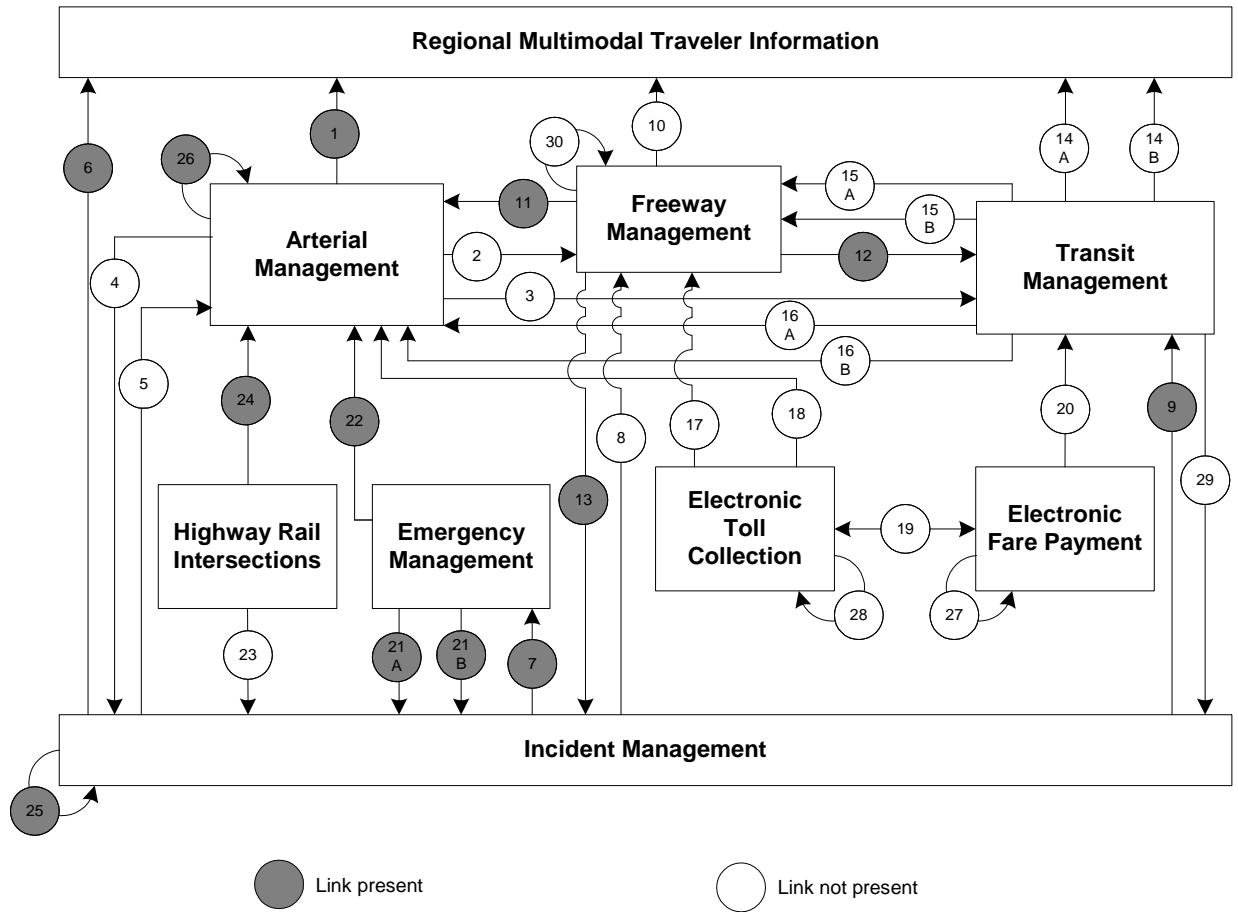 Regional Multimodal Traveler Information
1
10
14
A
14
B
6
26
30
15
A
11
Freeway
Management
15
B
Arterial
Management
2
12
Transit
Management
4
3
16
A
5
16
B
24
22
8
17
18
20
9
13
29
Highway Rail
Intersections
Emergency
Management
Electronic
Toll
Collection
19
Electronic
Fare Payment
28
27
23
21
A
21
B
7
Incident Management
25
Link present
Link not present